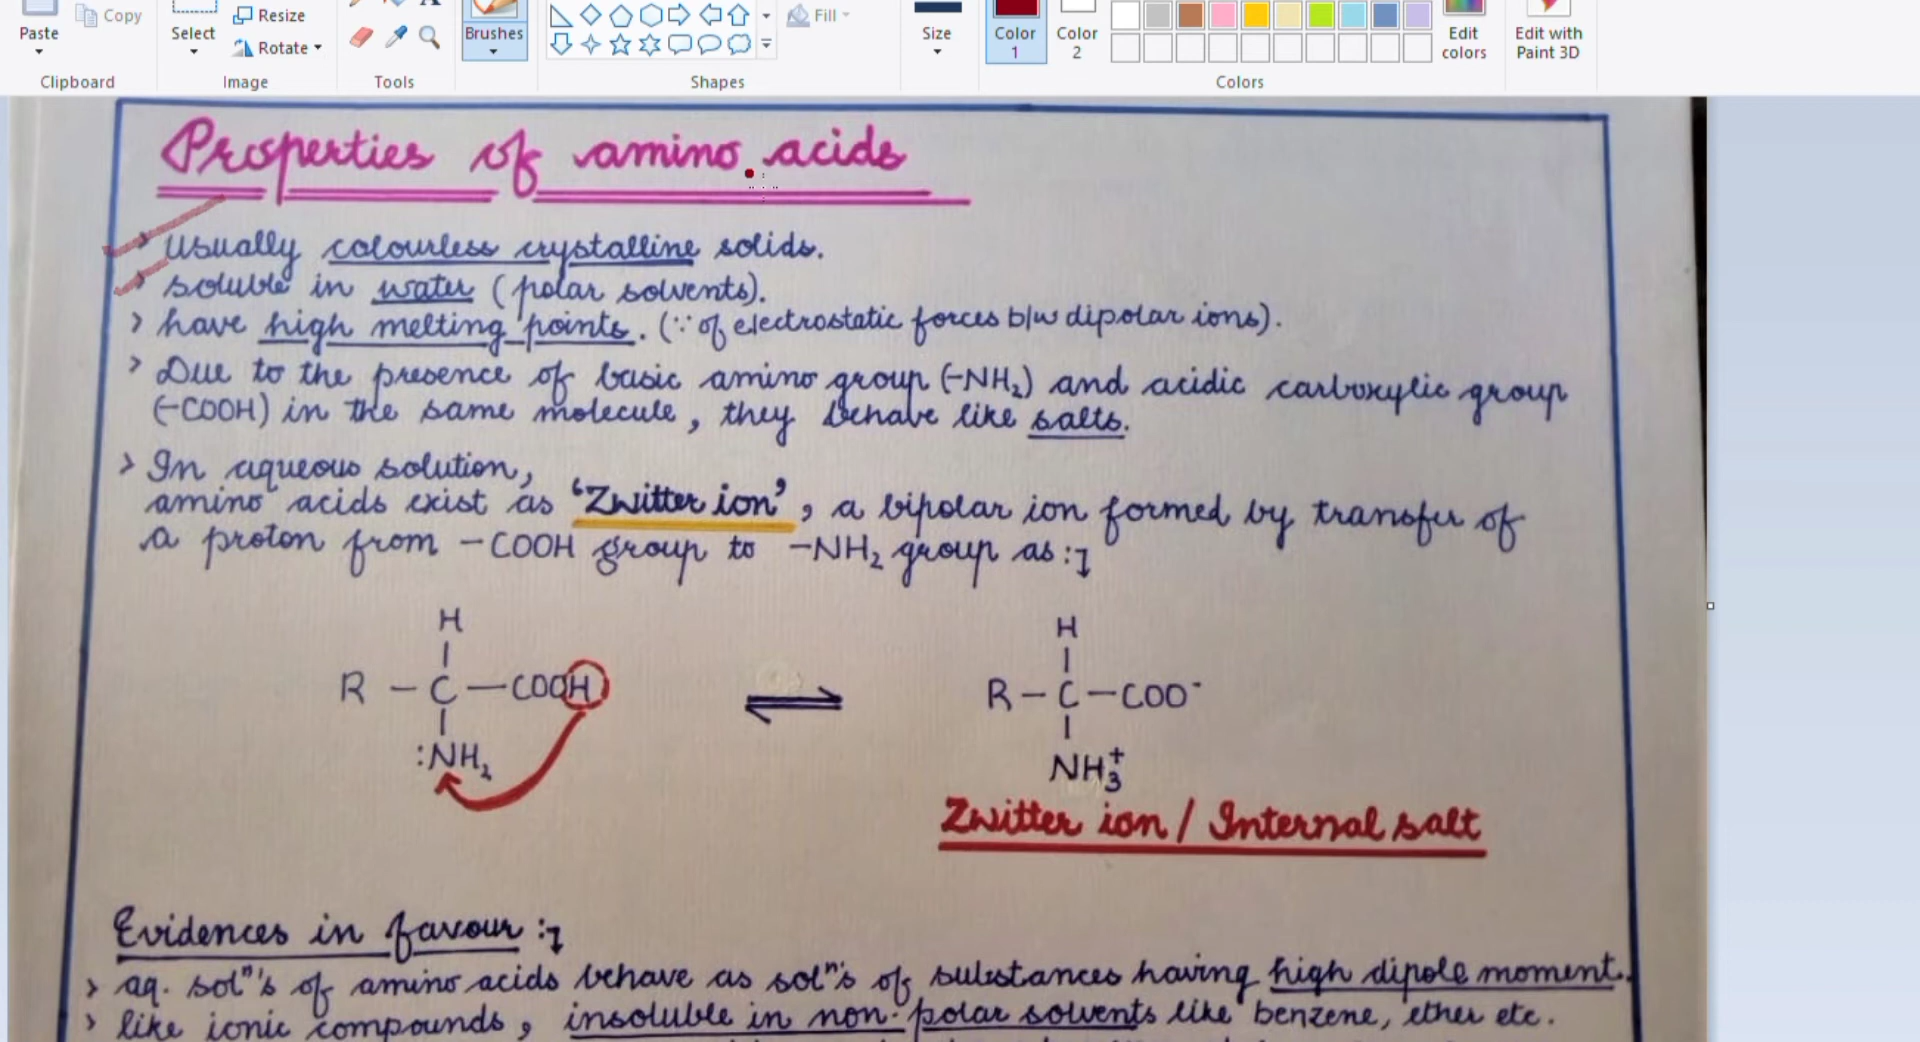 Paste
Copy
Clipboard
Select
Resize
Rotate
Image
Tools
Brushes
Shapes
Fill
Size
Color 1
Color 2
Colors
Edit colors
Edit with Paint 3D
Properties of amino acids
> Usually colourless crystalline solids.
> soluble in water (polar solvents).
> have high melting points. (∵ of electrostatic forces b/w dipolar ions).
> Due to the presence of basic amino group (-NH₂) and acidic carboxylic group
(-COOH) in the same molecule, they behave like salts.
> In aqueous solution,
amino acids exist as 'Zwitter ion', a bipolar ion formed by transfer of
a proton from -COOH group to -NH₂ group as:⁊
H
R - C - COOH
:NH₂
⇌
H
R - C - COO⁻
NH₃⁺
Zwitter ion / Internal salt
Evidences in favour :⁊
> aq. solⁿ's of amino acids behave as solⁿ's of substances having high dipole moment.
> like ionic compounds, insoluble in non-polar solvents like benzene, ether etc.